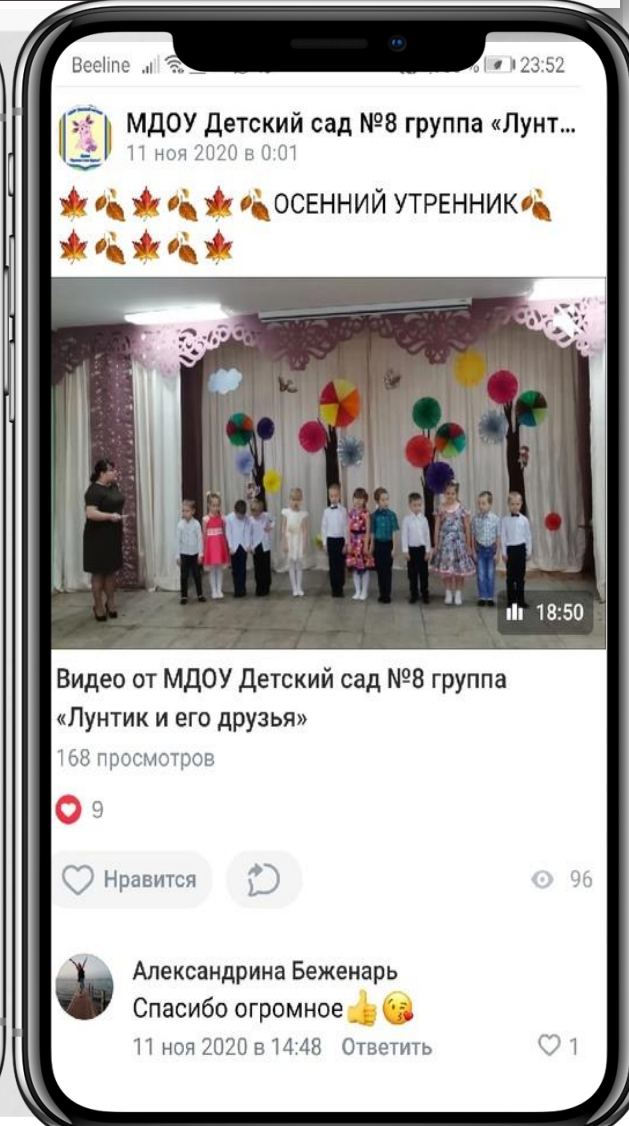 Beeline 23:52
МДОУ Детский сад №8 группа «Лунт...
11 ноя 2020 в 0:01
🍁🍂🍁🍂🍁🍂ОСЕННИЙ УТРЕННИК🍂
🍁🍂🍁🍂🍁
18:50
Видео от МДОУ Детский сад №8 группа
«Лунтик и его друзья»
168 просмотров
9
Нравится 96
Александрина Беженарь
Спасибо огромное👍😘
11 ноя 2020 в 14:48 Ответить 1